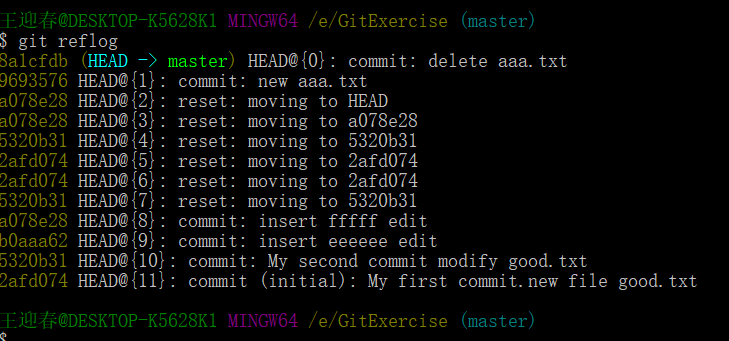 王迎春@DESKTOP-K5628K1 MINGW64 /e/GitExercise (master)
$ git reflog
8a1cfdb (HEAD -> master) HEAD@{0}: commit: delete aaa.txt
9693576 HEAD@{1}: commit: new aaa.txt
a078e28 HEAD@{2}: reset: moving to HEAD
a078e28 HEAD@{3}: reset: moving to a078e28
5320b31 HEAD@{4}: reset: moving to 5320b31
2afd074 HEAD@{5}: reset: moving to 2afd074
2afd074 HEAD@{6}: reset: moving to 2afd074
5320b31 HEAD@{7}: reset: moving to 5320b31
a078e28 HEAD@{8}: commit: insert fffff edit
b0aaa62 HEAD@{9}: commit: insert eeeeee edit
5320b31 HEAD@{10}: commit: My second commit modify good.txt
2afd074 HEAD@{11}: commit (initial): My first commit.new file good.txt
王迎春@DESKTOP-K5628K1 MINGW64 /e/GitExercise (master)
$